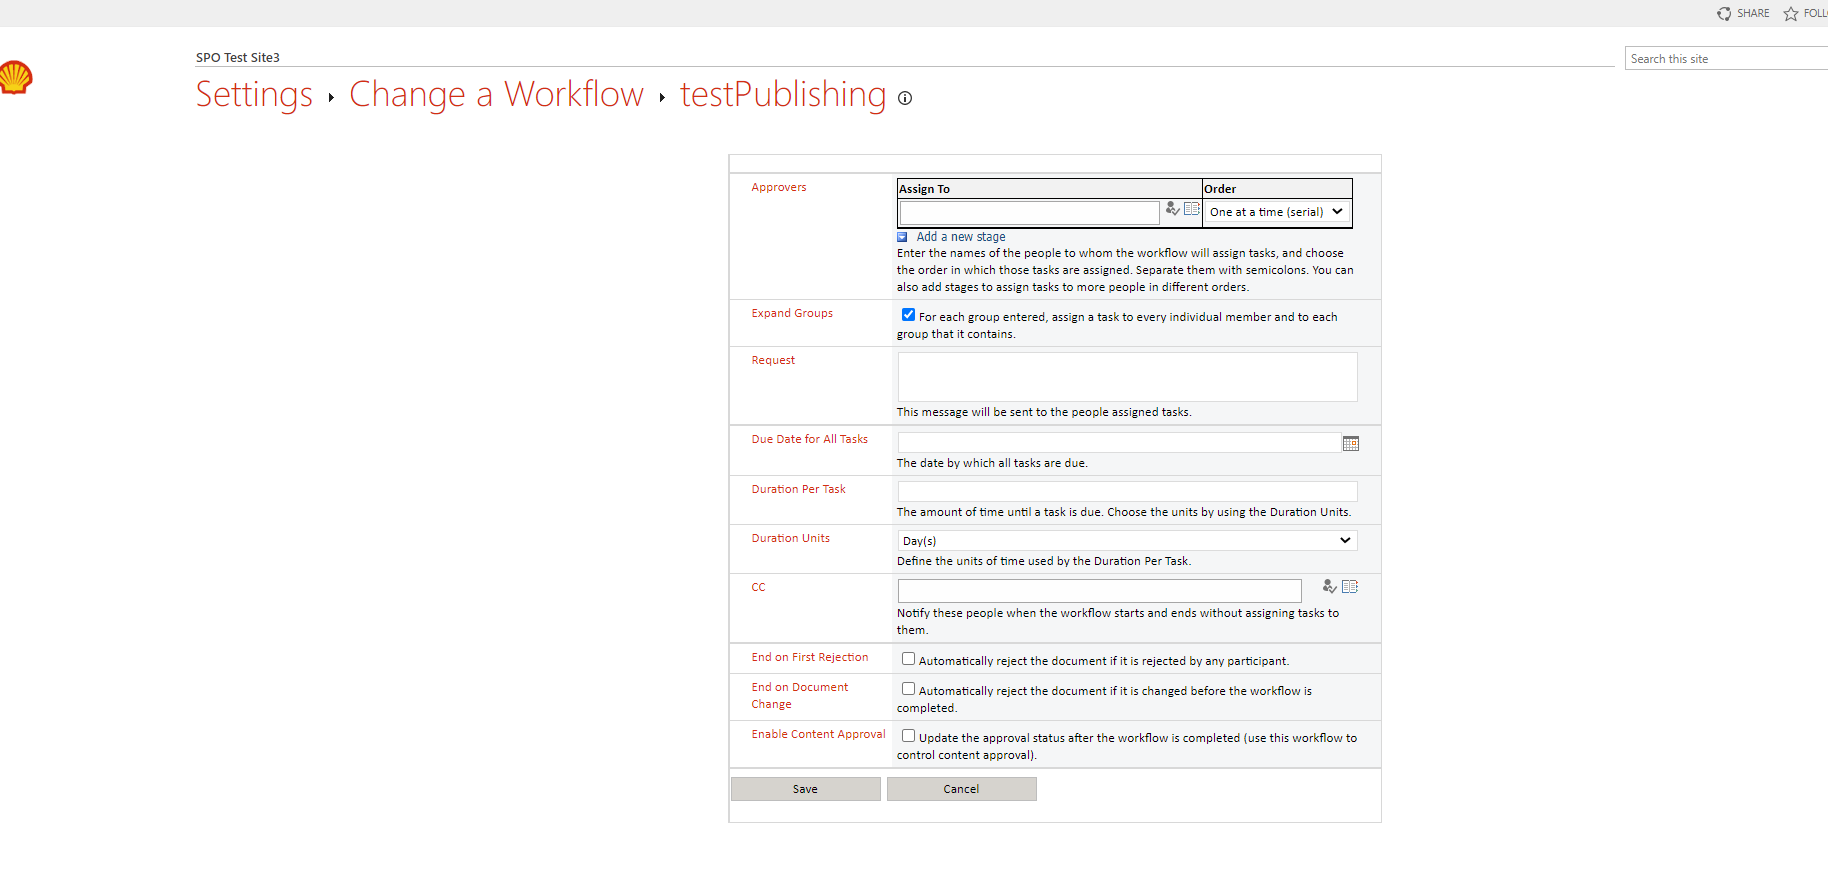 SHARE FOLL
SPO Test Site3
Search this site
Settings ▸ Change a Workflow ▸ testPublishing
Approvers
Assign To Order
One at a time (serial)
Add a new stage
Enter the names of the people to whom the workflow will assign tasks, and choose
the order in which those tasks are assigned. Separate them with semicolons. You can
also add stages to assign tasks to more people in different orders.
Expand Groups
For each group entered, assign a task to every individual member and to each
group that it contains.
Request
This message will be sent to the people assigned tasks.
Due Date for All Tasks
The date by which all tasks are due.
Duration Per Task
The amount of time until a task is due. Choose the units by using the Duration Units.
Duration Units
Day(s)
Define the units of time used by the Duration Per Task.
CC
Notify these people when the workflow starts and ends without assigning tasks to
them.
End on First Rejection
Automatically reject the document if it is rejected by any participant.
End on Document
Change
Automatically reject the document if it is changed before the workflow is
completed.
Enable Content Approval
Update the approval status after the workflow is completed (use this workflow to
control content approval).
Save Cancel